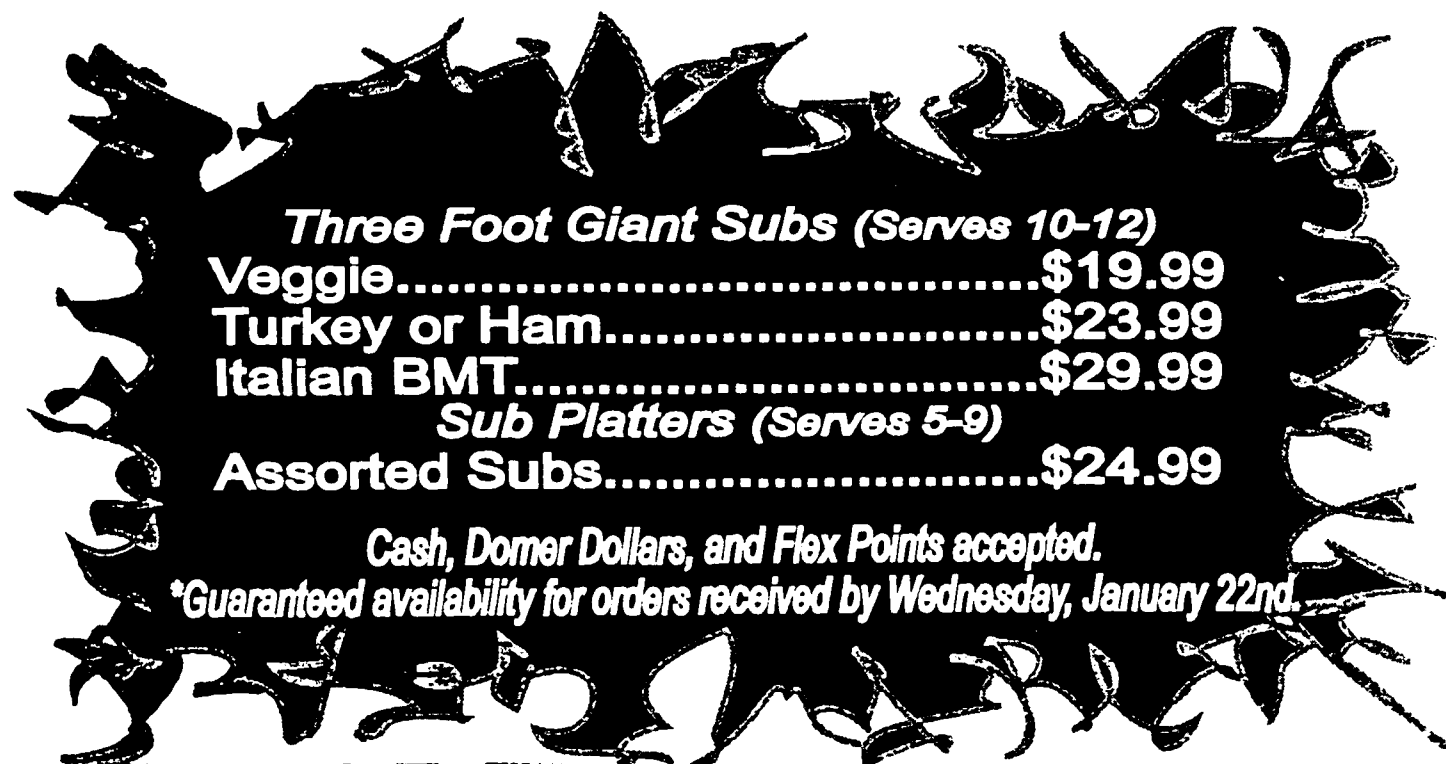 Three Foot Giant Subs (Serves 10-12)
Veggie......................................$19.99
Turkey or Ham..........................$23.99
Italian BMT................................$29.99
Sub Platters (Serves 5-9)
Assorted Subs..........................$24.99
Cash, Domer Dollars, and Flex Points accepted.
*Guaranteed availability for orders received by Wednesday, January 22nd.